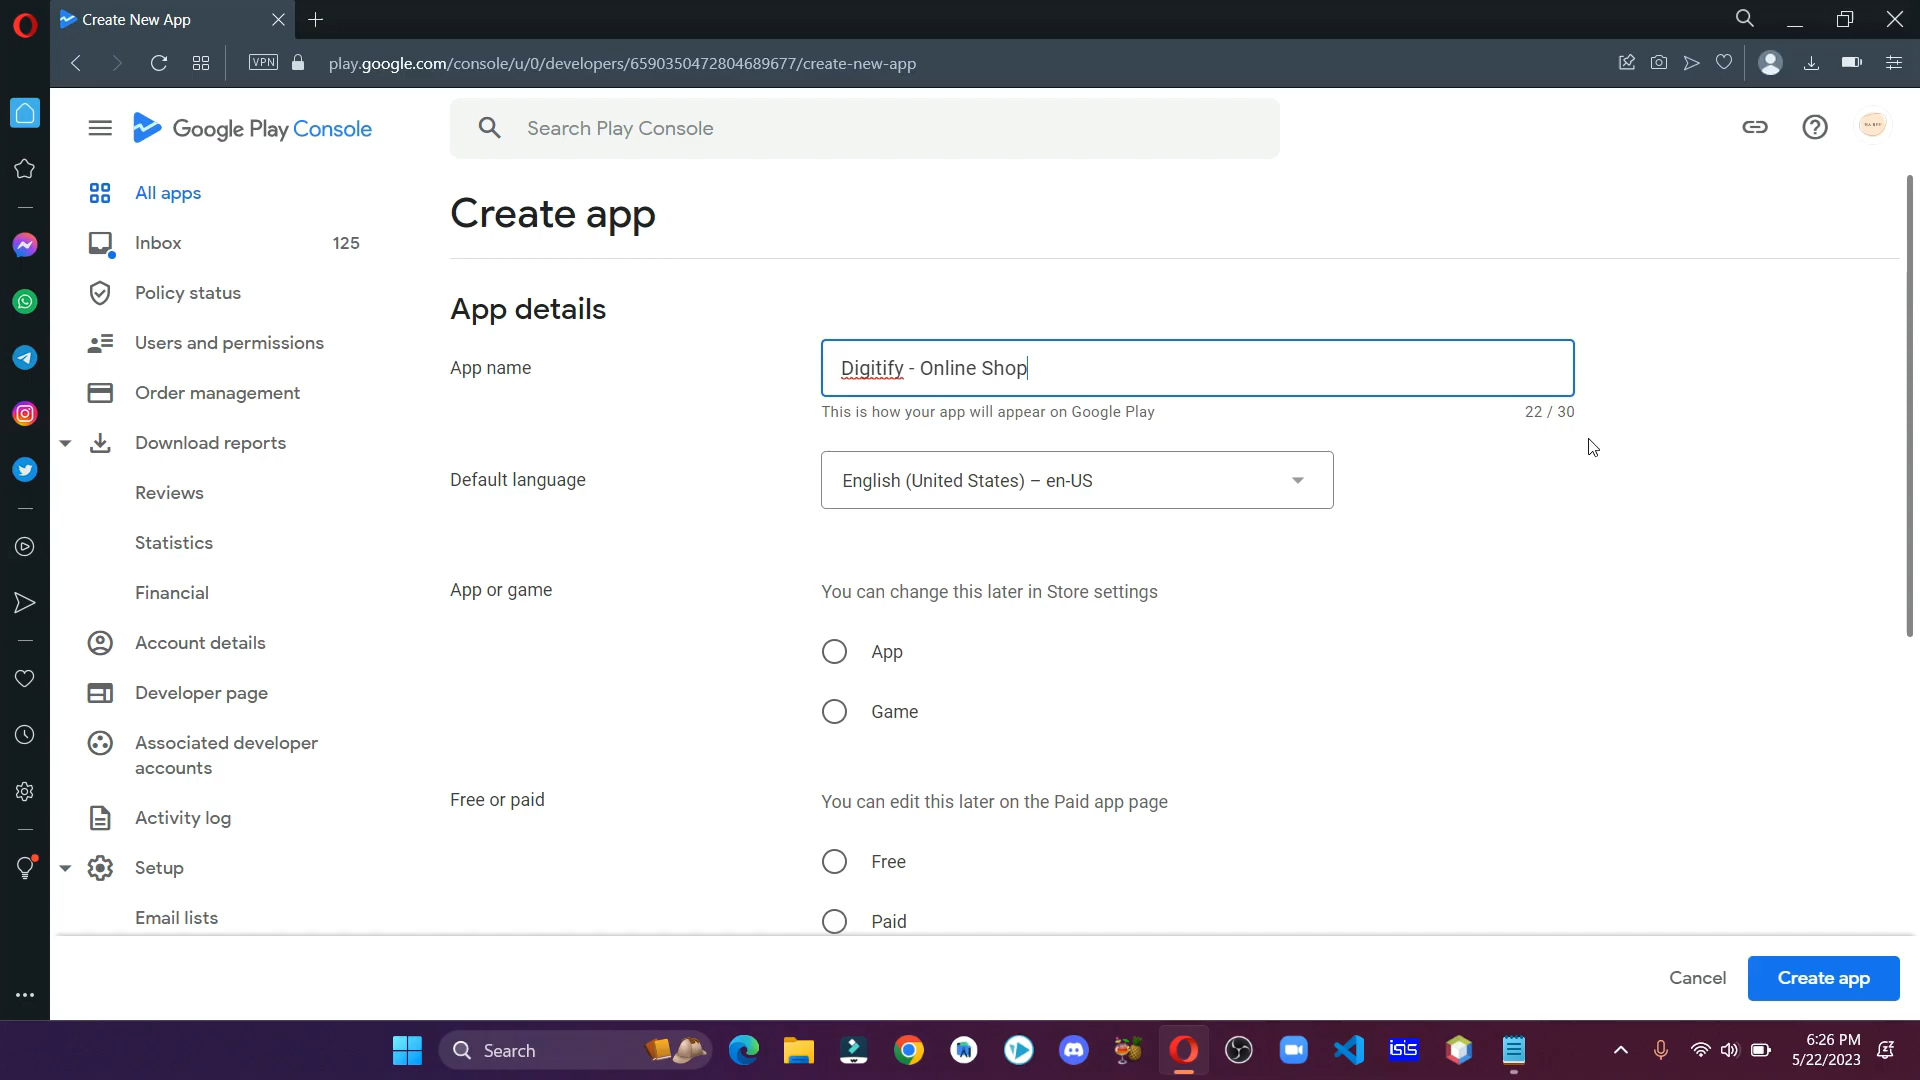 Create New App
VPN
play.google.com/console/u/0/developers/6590350472804689677/create-new-app
Google Play Console
Search Play Console
All apps
Inbox 125
Policy status
Users and permissions
Order management
Download reports
Reviews
Statistics
Financial
Account details
Developer page
Associated developer
accounts
Activity log
Setup
Email lists
Create app
App details
App name
Digitify - Online Shop
This is how your app will appear on Google Play 22 / 30
Default language
English (United States) – en-US
App or game
You can change this later in Store settings
App
Game
Free or paid
You can edit this later on the Paid app page
Free
Paid
Cancel
Create app
Search
isis
6:26 PM
5/22/2023